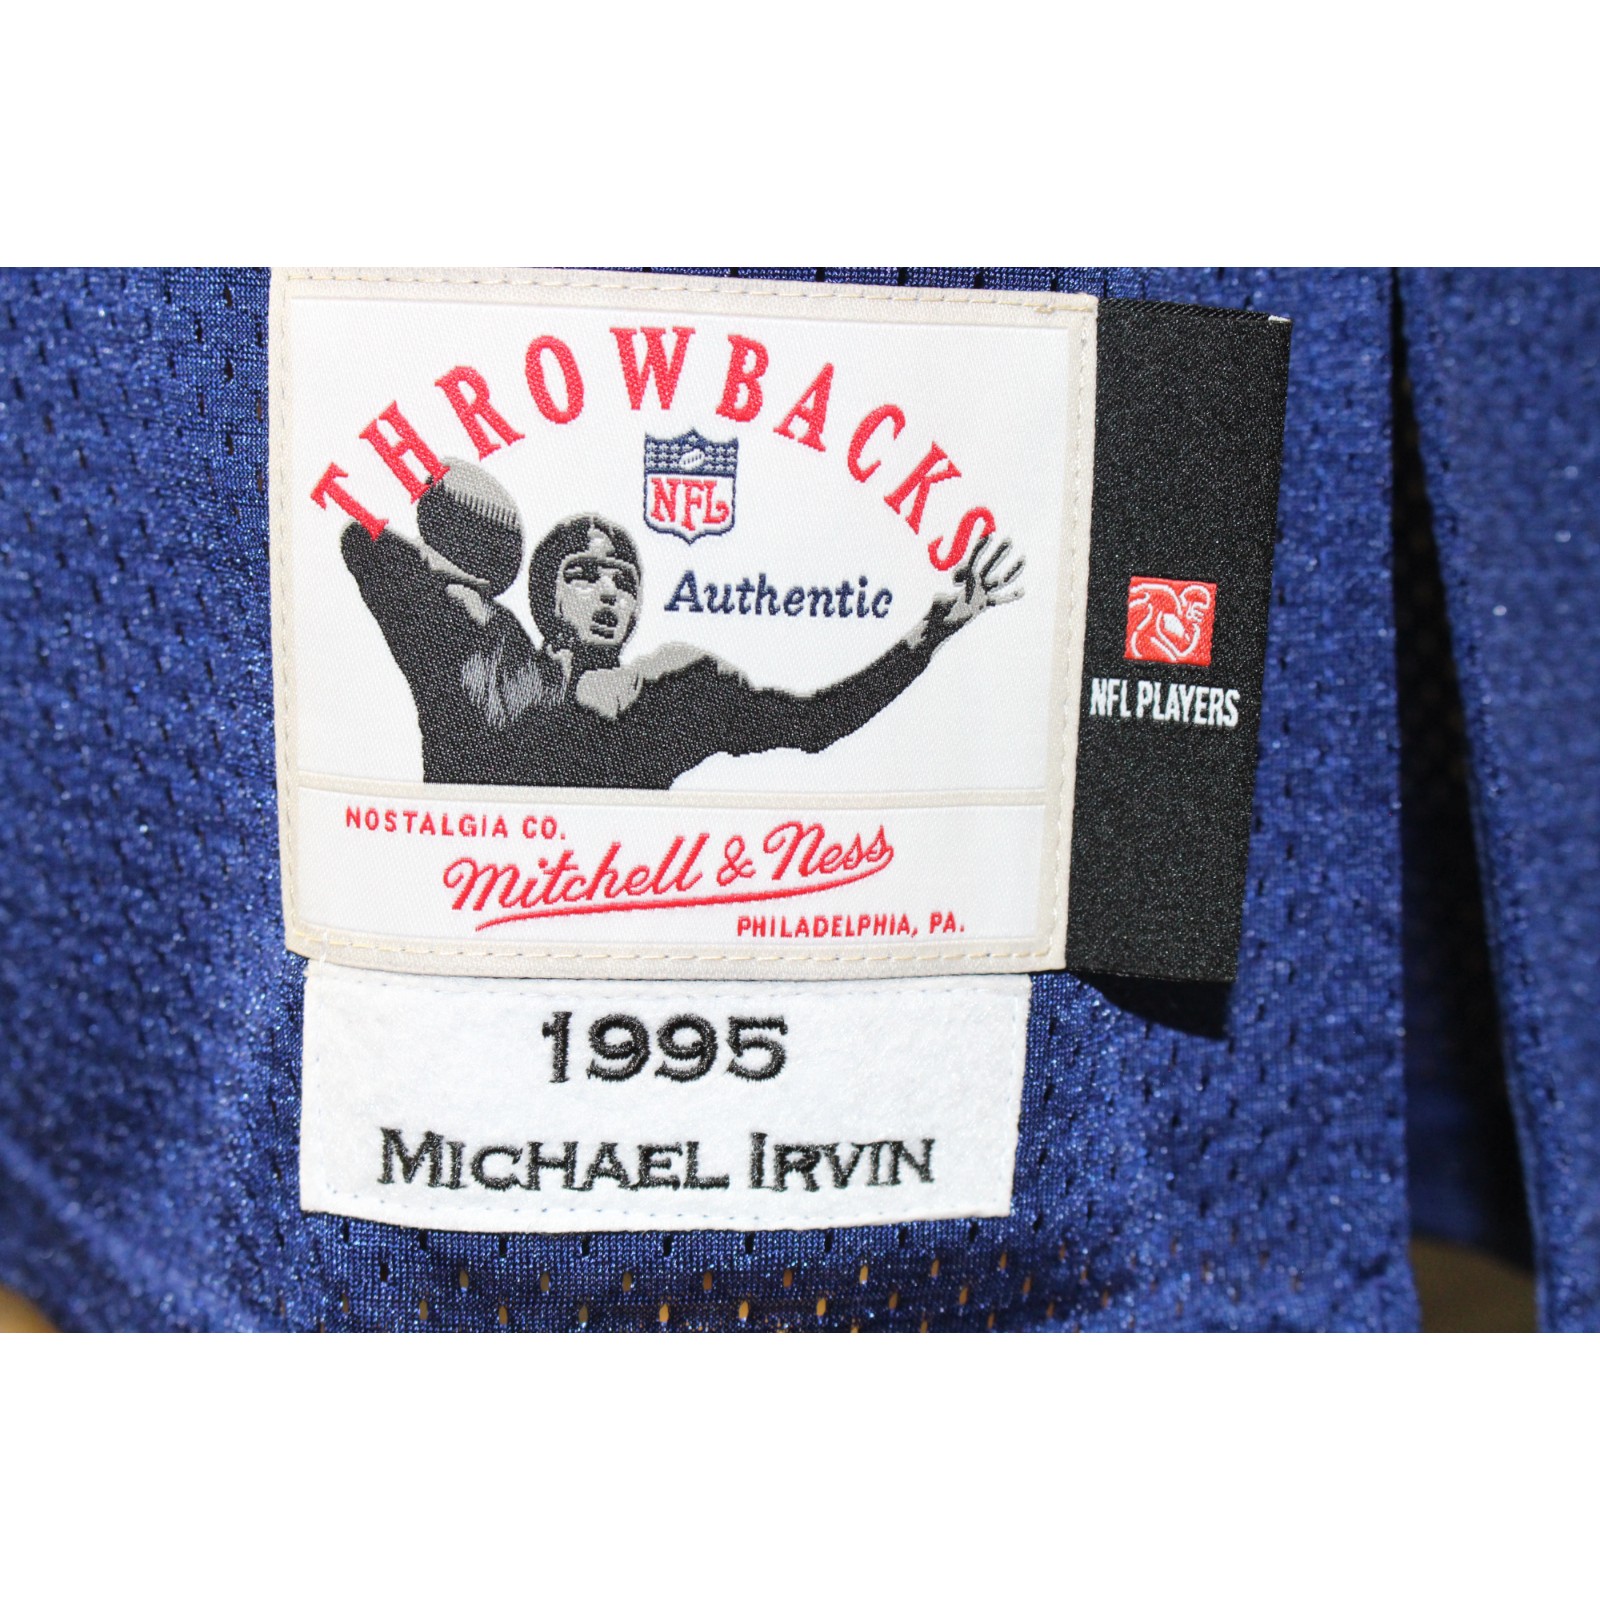 THROWBACKS
NFL
Authentic
NFL PLAYERS
NOSTALGIA CO.
Mitchell & Ness
PHILADELPHIA, PA.
1995
MICHAEL IRVIN